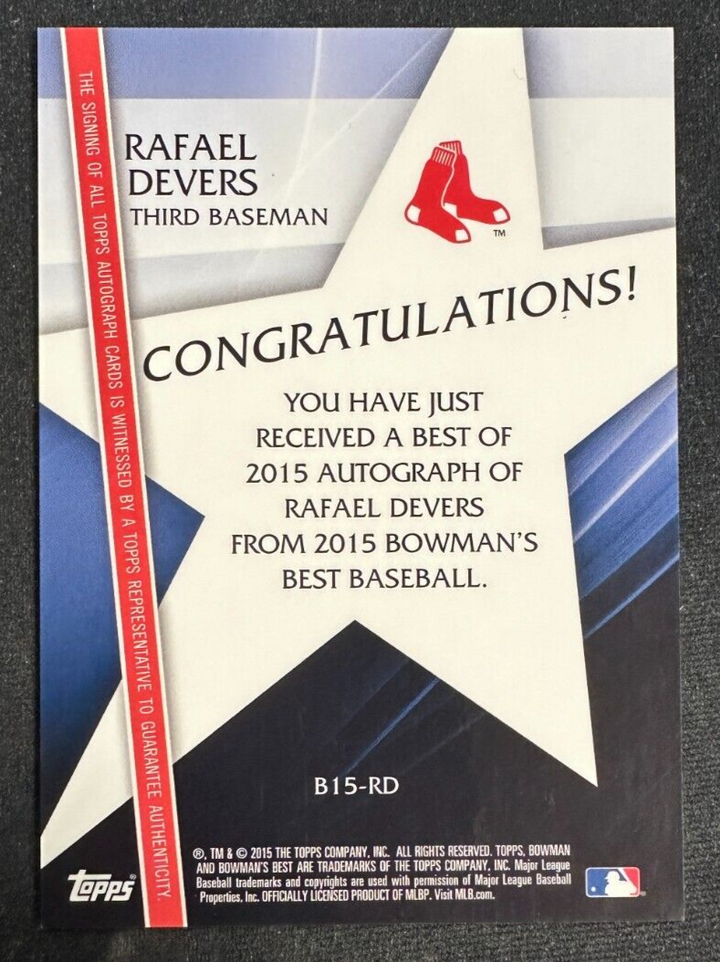 THE SIGNING OF ALL TOPPS AUTOGRAPH CARDS IS WITNESSED BY A TOPPS REPRESENTATIVE TO GUARANTEE AUTHENTICITY.
RAFAEL
DEVERS
THIRD BASEMAN
TM
CONGRATULATIONS!
YOU HAVE JUST
RECEIVED A BEST OF
2015 AUTOGRAPH OF
RAFAEL DEVERS
FROM 2015 BOWMAN'S
BEST BASEBALL.
B15-RD
®, TM & © 2015 THE TOPPS COMPANY, INC. ALL RIGHTS RESERVED. TOPPS, BOWMAN
AND BOWMAN'S BEST ARE TRADEMARKS OF THE TOPPS COMPANY, INC. Major League
Baseball trademarks and copyrights are used with permission of Major League Baseball
Properties, Inc. OFFICIALLY LICENSED PRODUCT OF MLBP. Visit MLB.com.
topps®